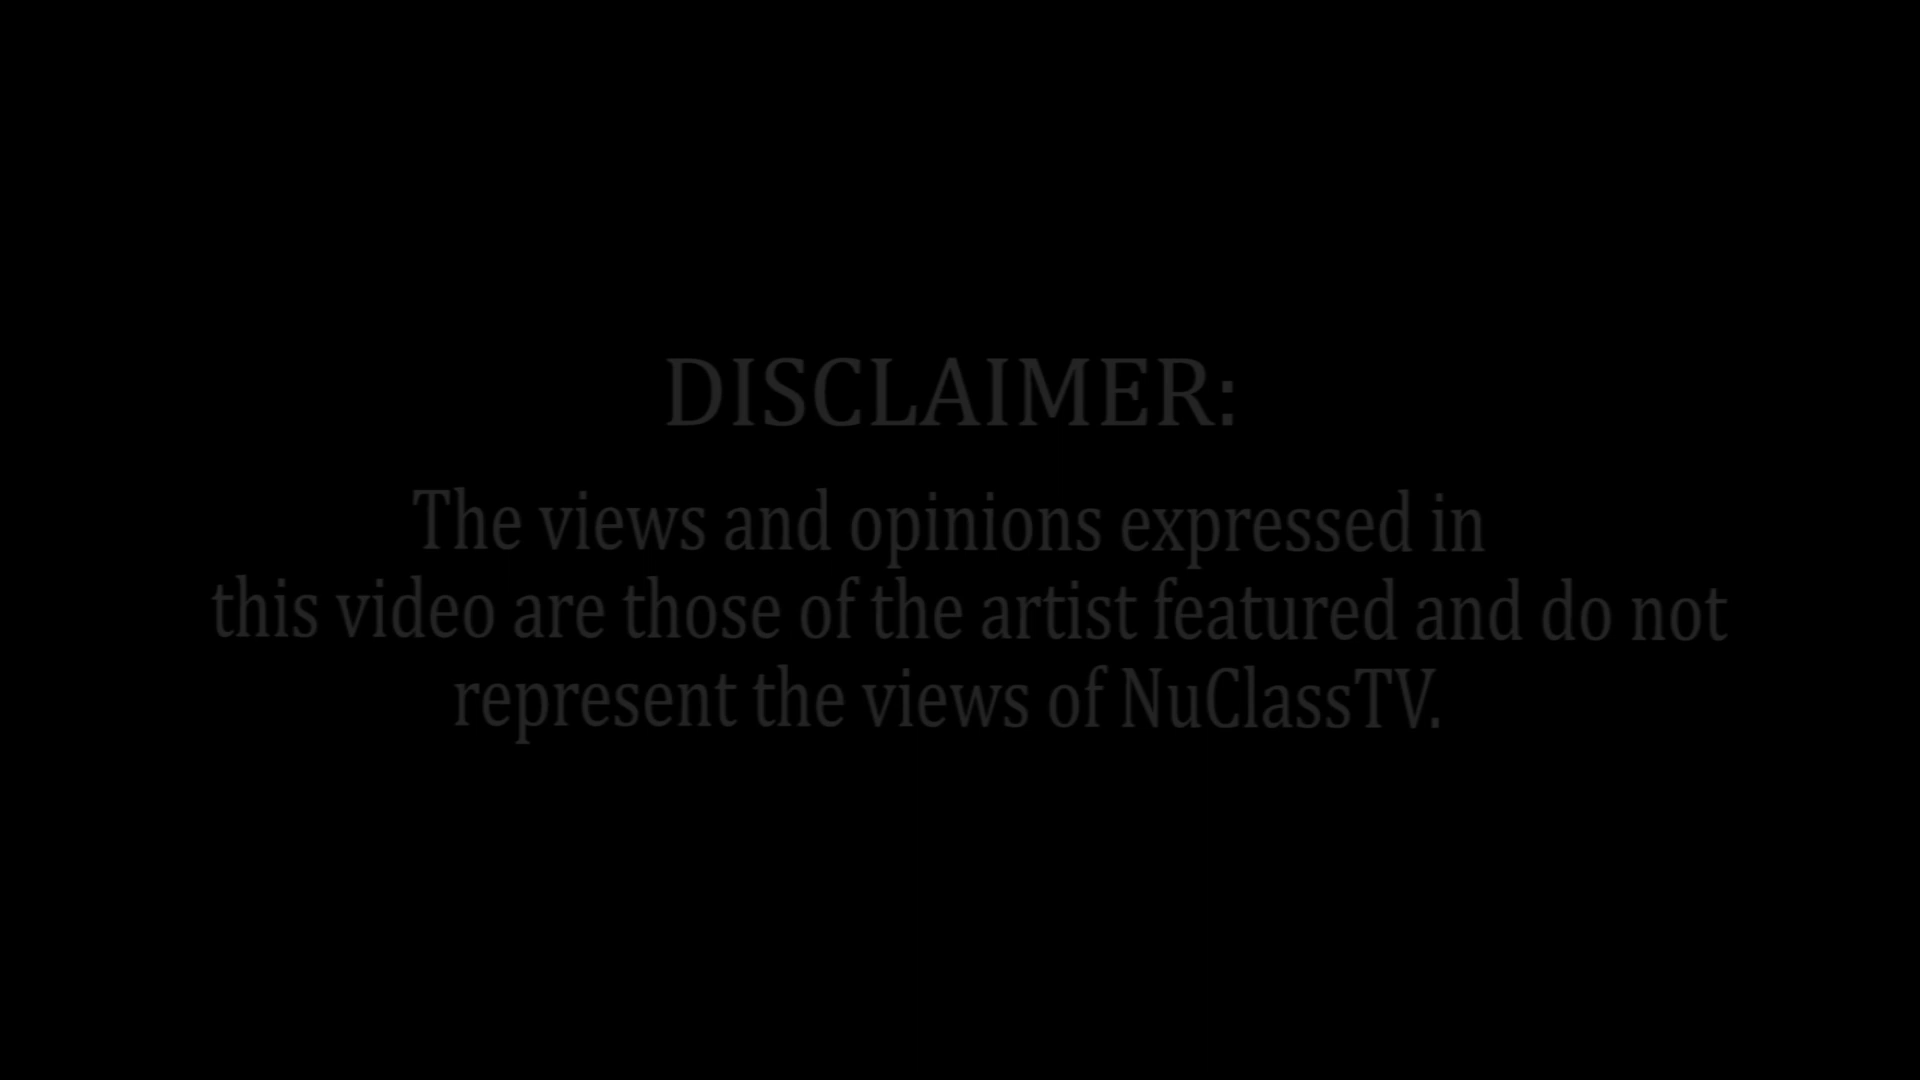 DISCLAIMER:
The views and opinions expressed in
this video are those of the artist featured and do not
represent the views of NuClassTV.